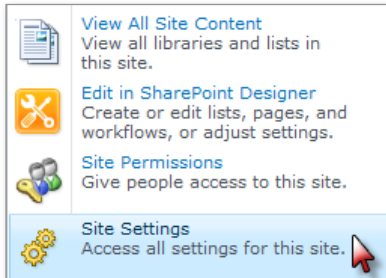 View All Site Content
View all libraries and lists in
this site.
Edit in SharePoint Designer
Create or edit lists, pages, and
workflows, or adjust settings.
Site Permissions
Give people access to this site.
Site Settings
Access all settings for this site.